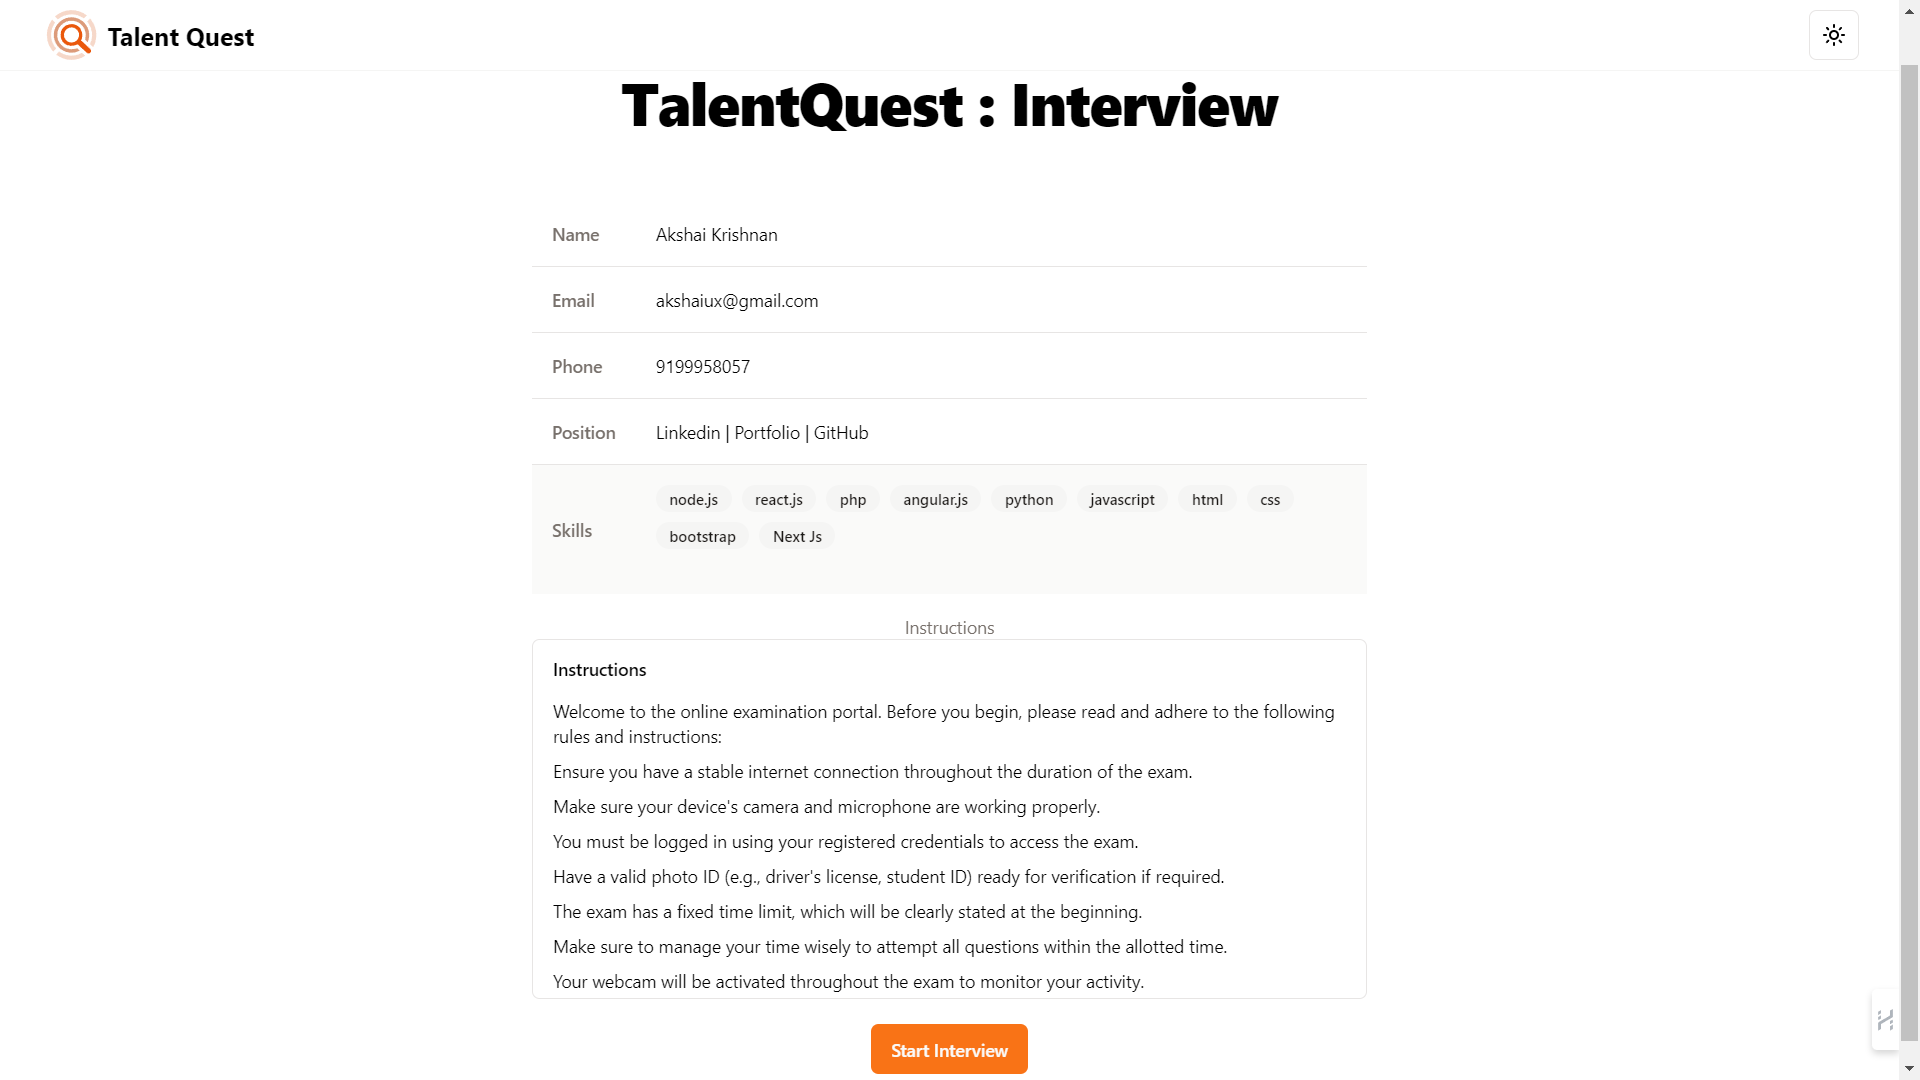 Talent Quest
TalentQuest : Interview
Name Akshai Krishnan
Email akshaiux@gmail.com
Phone 9199958057
Position Linkedin | Portfolio | GitHub
Skills
node.js react.js php angular.js python javascript html css
bootstrap Next Js
Instructions
Instructions
Welcome to the online examination portal. Before you begin, please read and adhere to the following
rules and instructions:
Ensure you have a stable internet connection throughout the duration of the exam.
Make sure your device's camera and microphone are working properly.
You must be logged in using your registered credentials to access the exam.
Have a valid photo ID (e.g., driver's license, student ID) ready for verification if required.
The exam has a fixed time limit, which will be clearly stated at the beginning.
Make sure to manage your time wisely to attempt all questions within the allotted time.
Your webcam will be activated throughout the exam to monitor your activity.
Start Interview